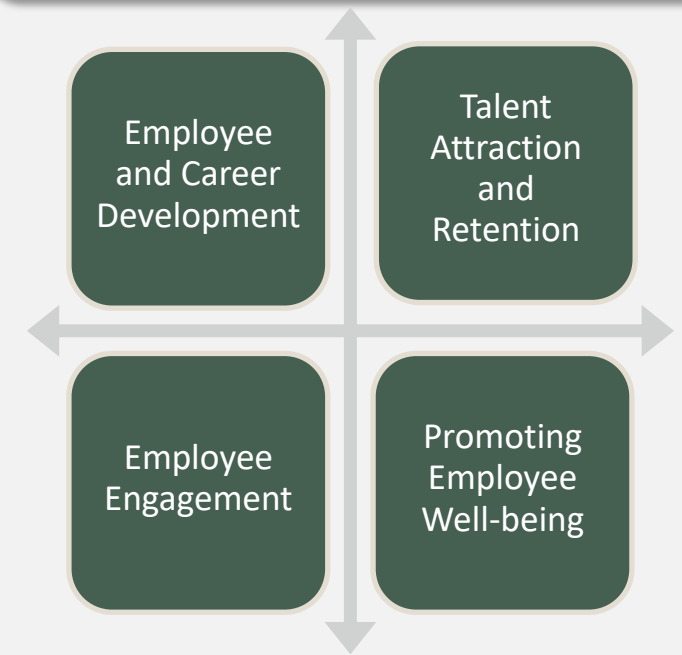 Employee
and Career
Development
Talent
Attraction
and
Retention
Employee
Engagement
Promoting
Employee
Well-being